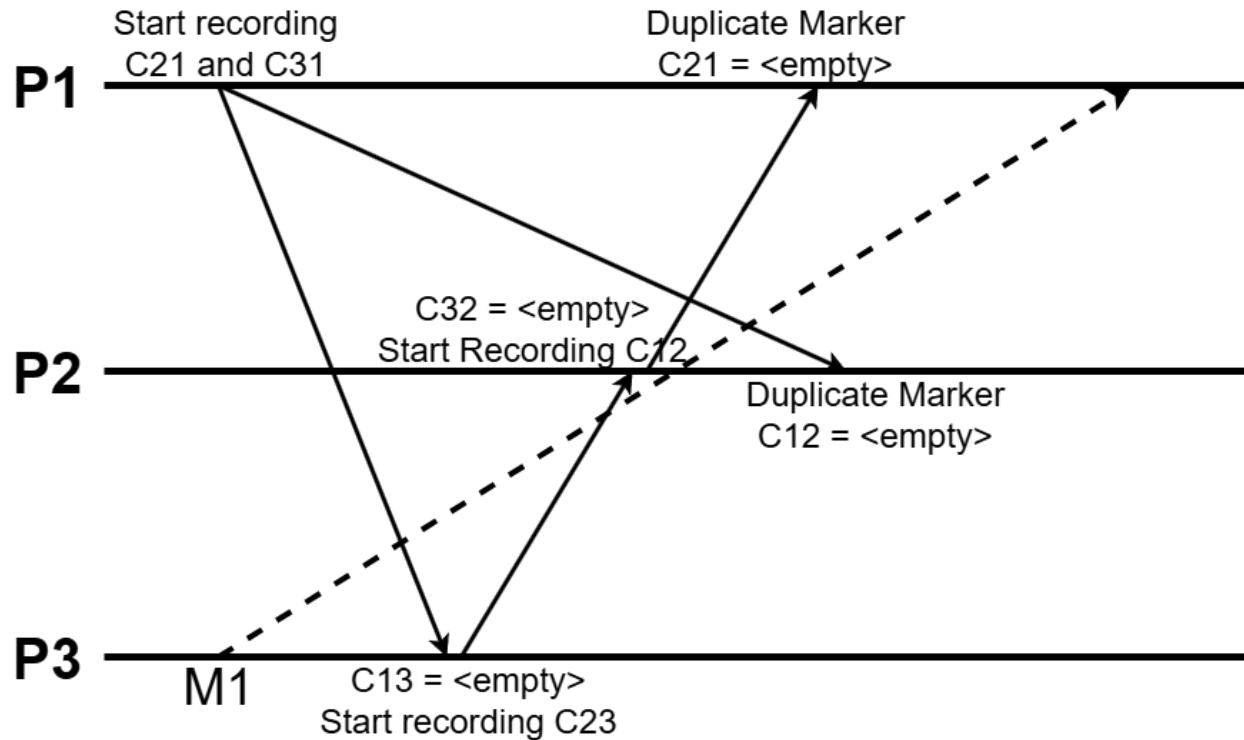 Start recording
C21 and C31
Duplicate Marker
C21 = <empty>
P1
C32 = <empty>
Start Recording C12
P2
Duplicate Marker
C12 = <empty>
P3
M1
C13 = <empty>
Start recording C23